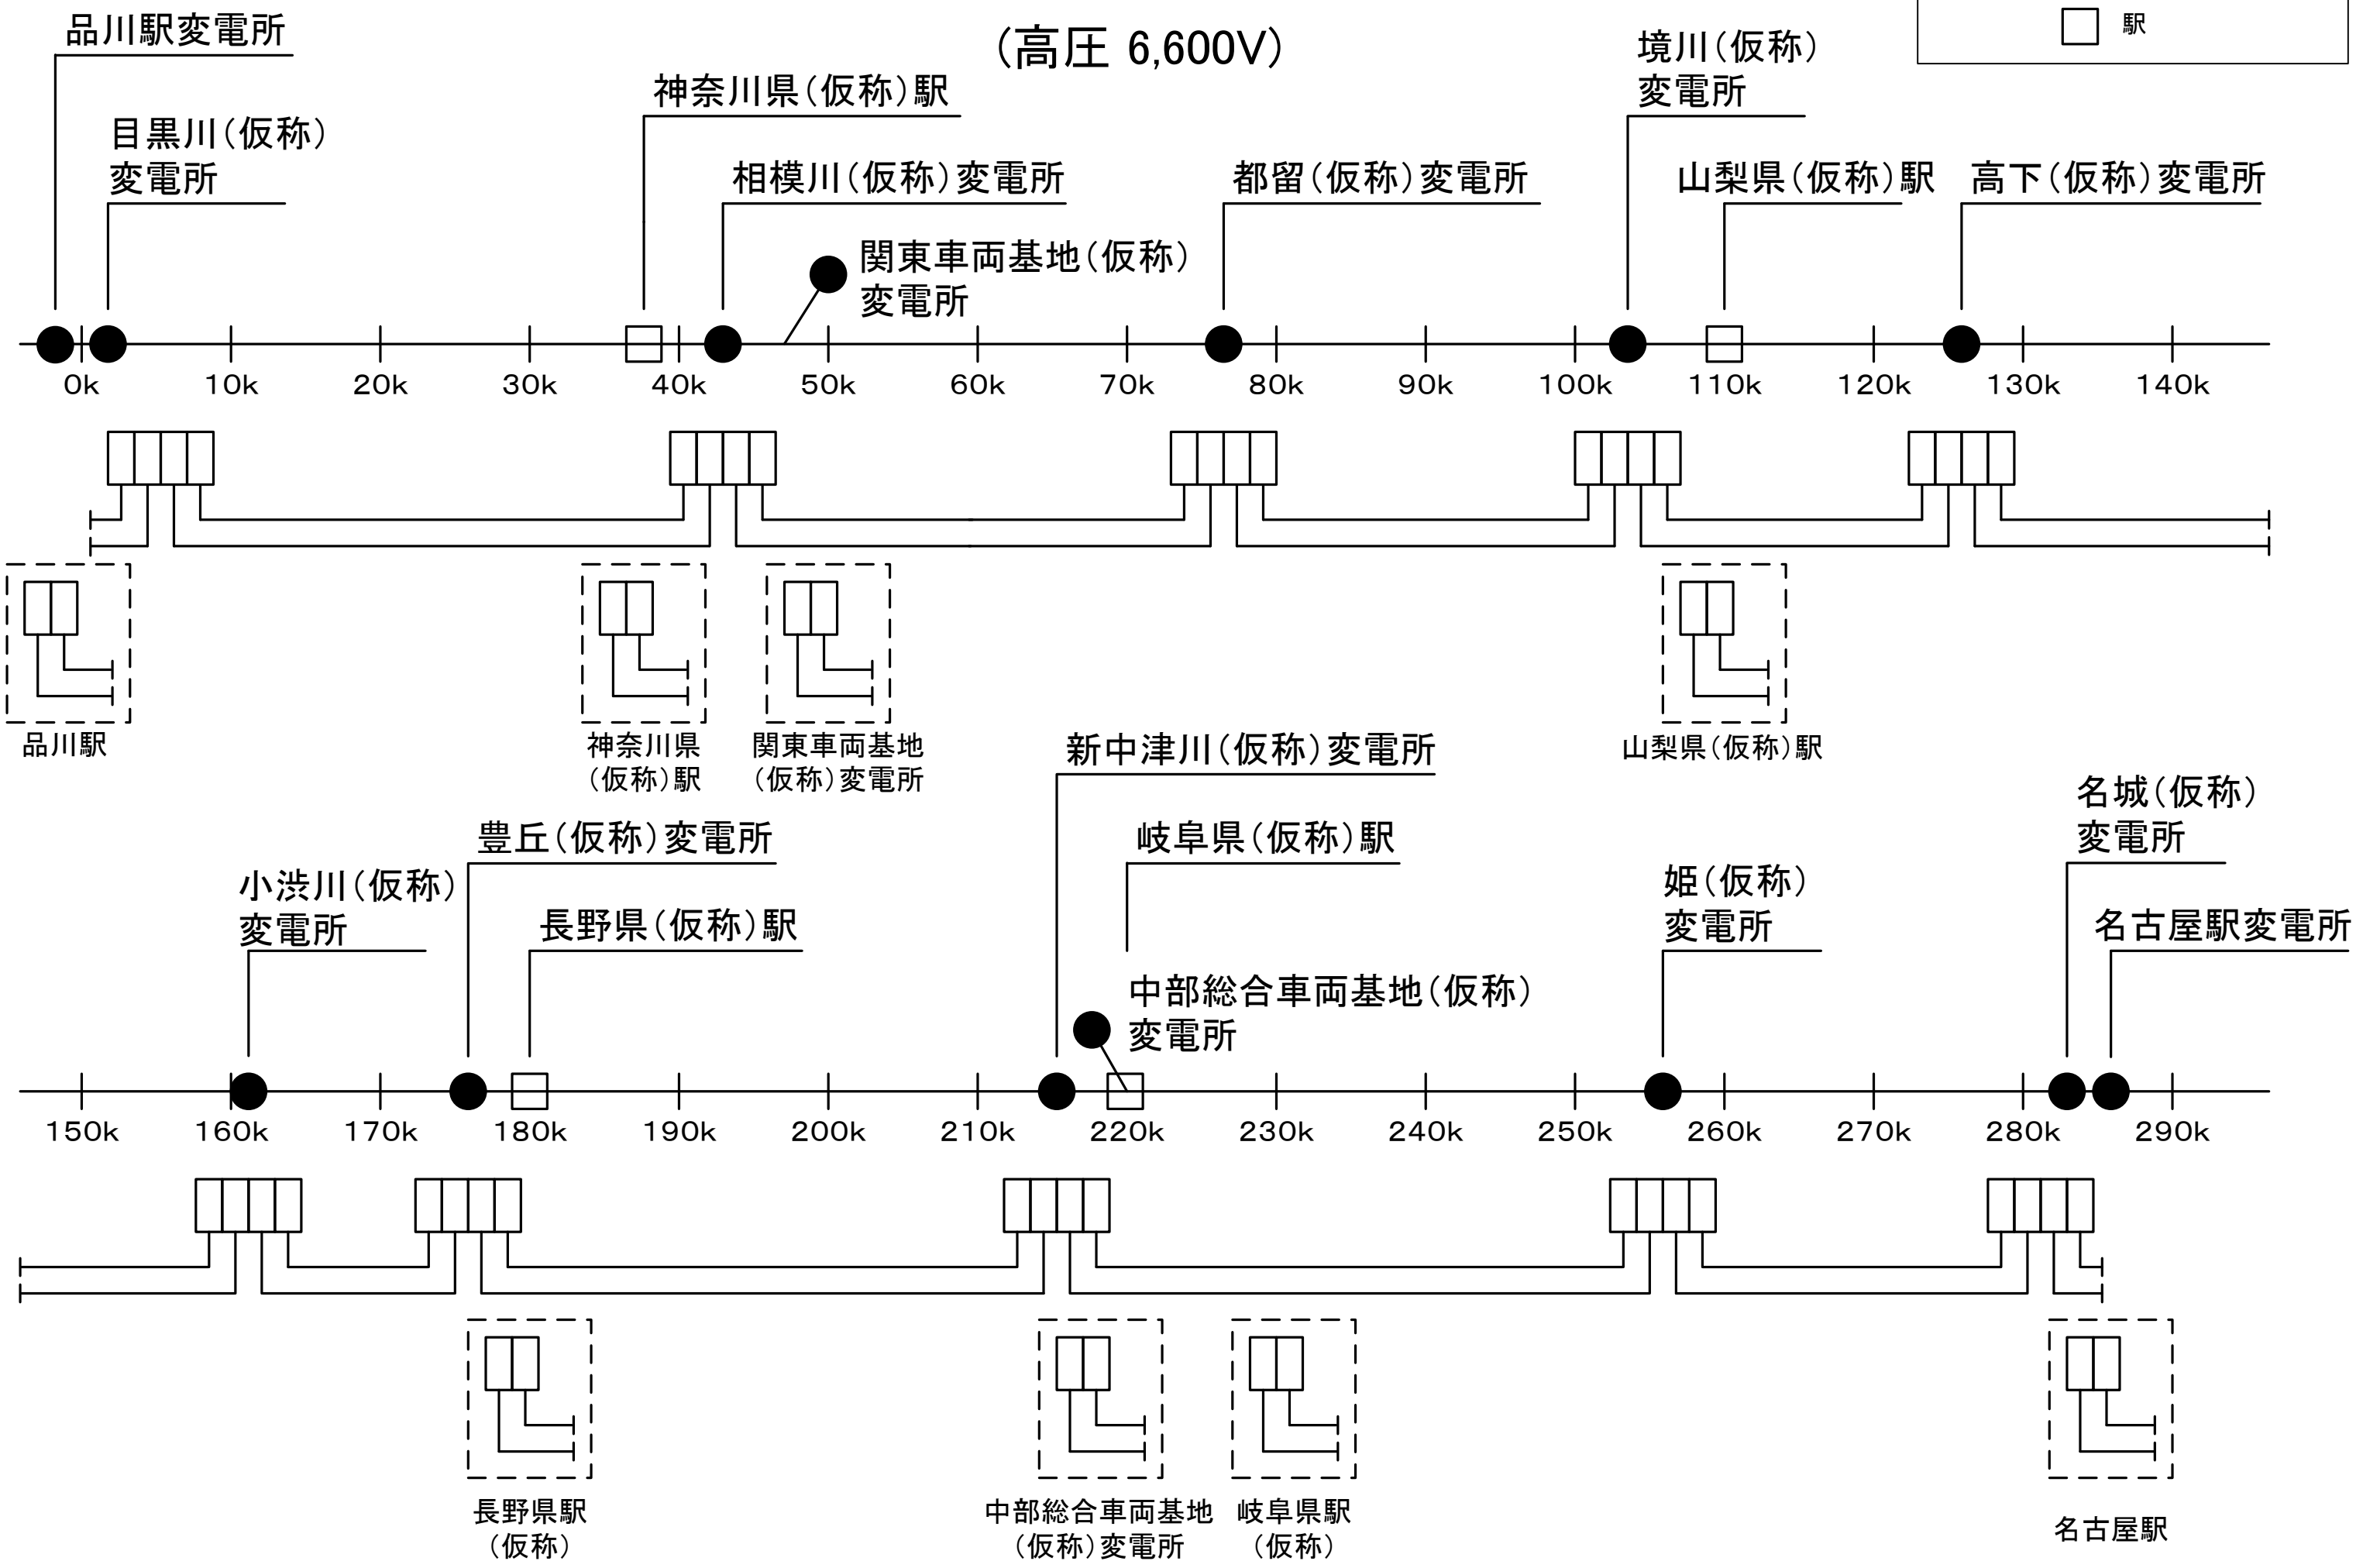 駅
(高圧 6,600V)
品川駅変電所
目黒川(仮称)
変電所
神奈川県(仮称)駅
相模川(仮称)変電所
関東車両基地(仮称)
変電所
都留(仮称)変電所
境川(仮称)
変電所
山梨県(仮称)駅
高下(仮称)変電所
0k 10k 20k 30k 40k 50k 60k 70k 80k 90k 100k 110k 120k 130k 140k
品川駅
神奈川県
(仮称)駅
関東車両基地
(仮称)変電所
山梨県(仮称)駅
小渋川(仮称)
変電所
豊丘(仮称)変電所
長野県(仮称)駅
新中津川(仮称)変電所
岐阜県(仮称)駅
中部総合車両基地(仮称)
変電所
姫(仮称)
変電所
名城(仮称)
変電所
名古屋駅変電所
150k 160k 170k 180k 190k 200k 210k 220k 230k 240k 250k 260k 270k 280k 290k
長野県駅
(仮称)
中部総合車両基地
(仮称)変電所
岐阜県駅
(仮称)
名古屋駅